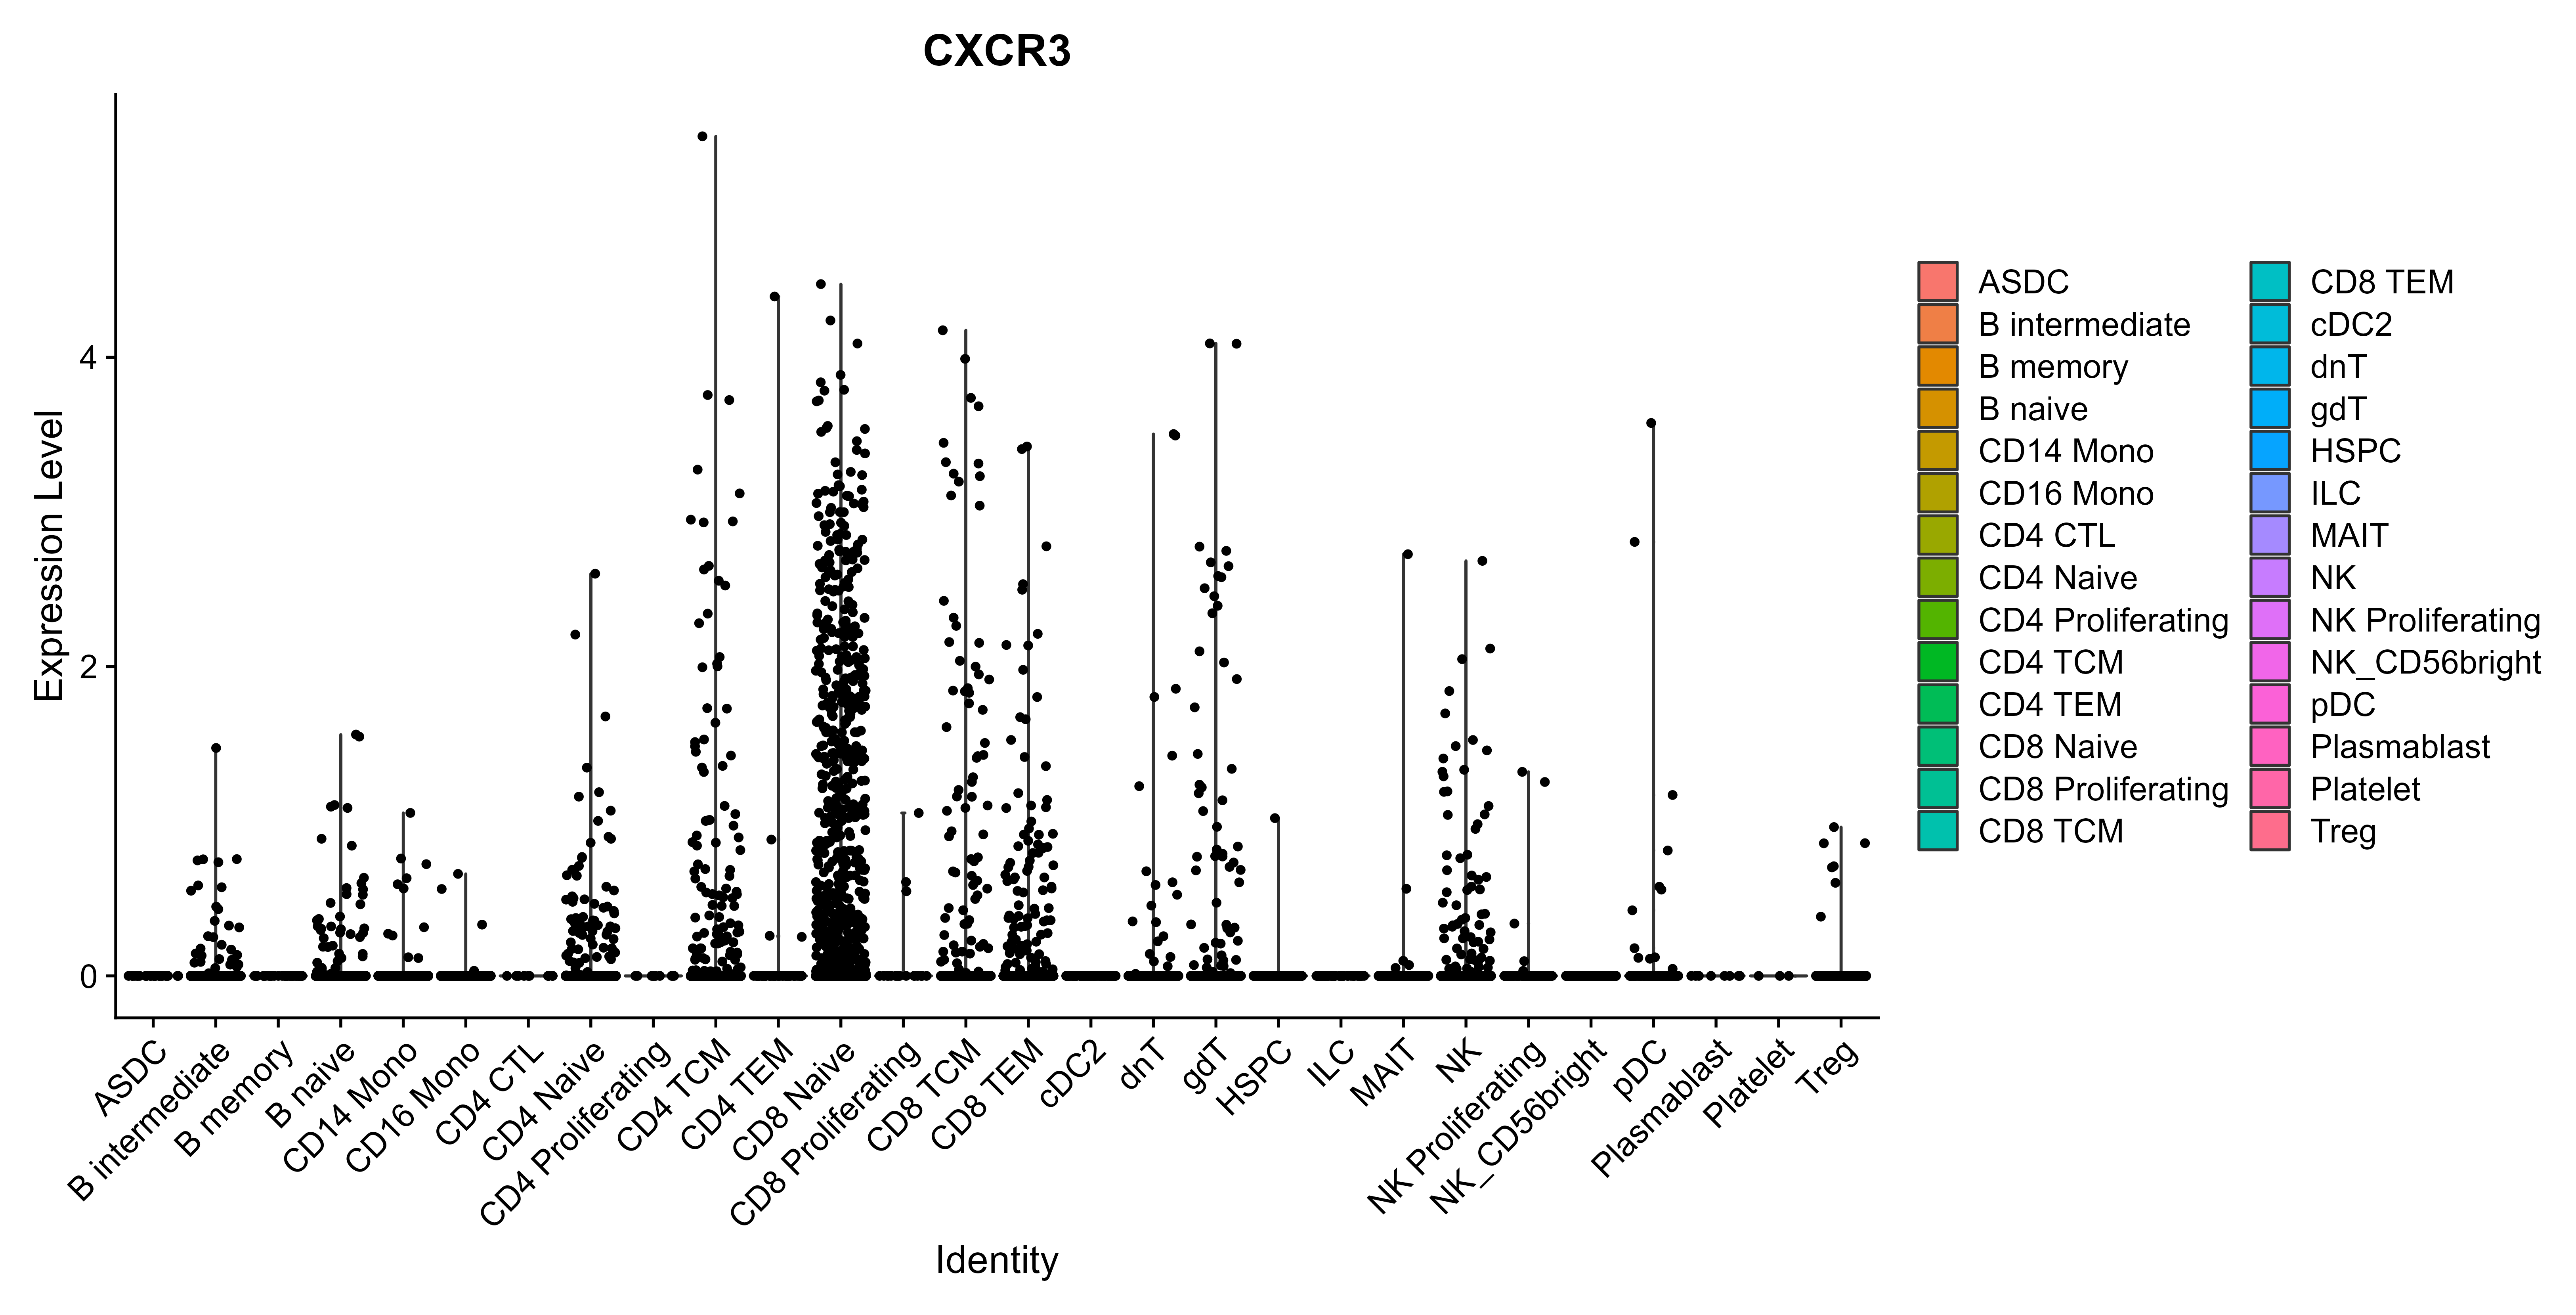 CXCR3
Expression Level
4
2
0
ASDC
B intermediate
B memory
B naive
CD14 Mono
CD16 Mono
CD4 CTL
CD4 Naive
CD4 Proliferating
CD4 TCM
CD4 TEM
CD8 Naive
CD8 Proliferating
CD8 TCM
CD8 TEM
cDC2
dnT
gdT
HSPC
ILC
MAIT
NK
NK Proliferating
NK_CD56bright
pDC
Plasmablast
Platelet
Treg
Identity
ASDC
B intermediate
B memory
B naive
CD14 Mono
CD16 Mono
CD4 CTL
CD4 Naive
CD4 Proliferating
CD4 TCM
CD4 TEM
CD8 Naive
CD8 Proliferating
CD8 TCM
CD8 TEM
cDC2
dnT
gdT
HSPC
ILC
MAIT
NK
NK Proliferating
NK_CD56bright
pDC
Plasmablast
Platelet
Treg